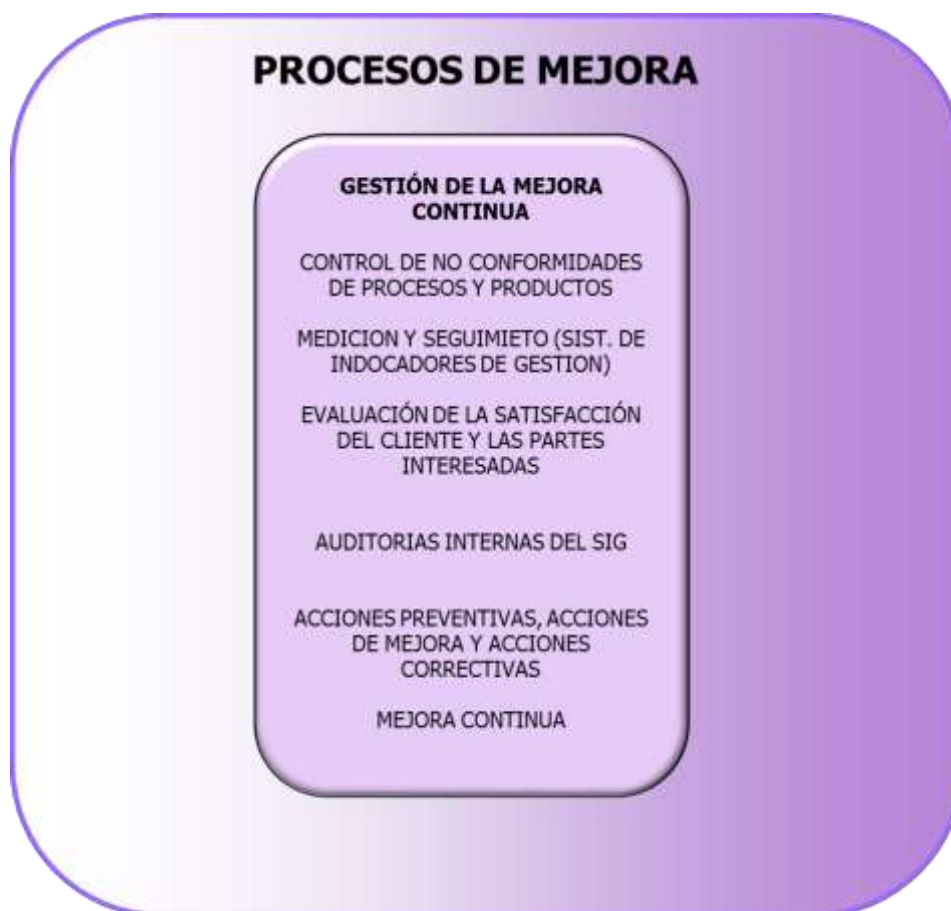 PROCESOS DE MEJORA
GESTIÓN DE LA MEJORA
CONTINUA
CONTROL DE NO CONFORMIDADES
DE PROCESOS Y PRODUCTOS
MEDICION Y SEGUIMIETO (SIST. DE
INDOCADORES DE GESTION)
EVALUACIÓN DE LA SATISFACCIÓN
DEL CLIENTE Y LAS PARTES
INTERESADAS
AUDITORIAS INTERNAS DEL SIG
ACCIONES PREVENTIVAS, ACCIONES
DE MEJORA Y ACCIONES
CORRECTIVAS
MEJORA CONTINUA